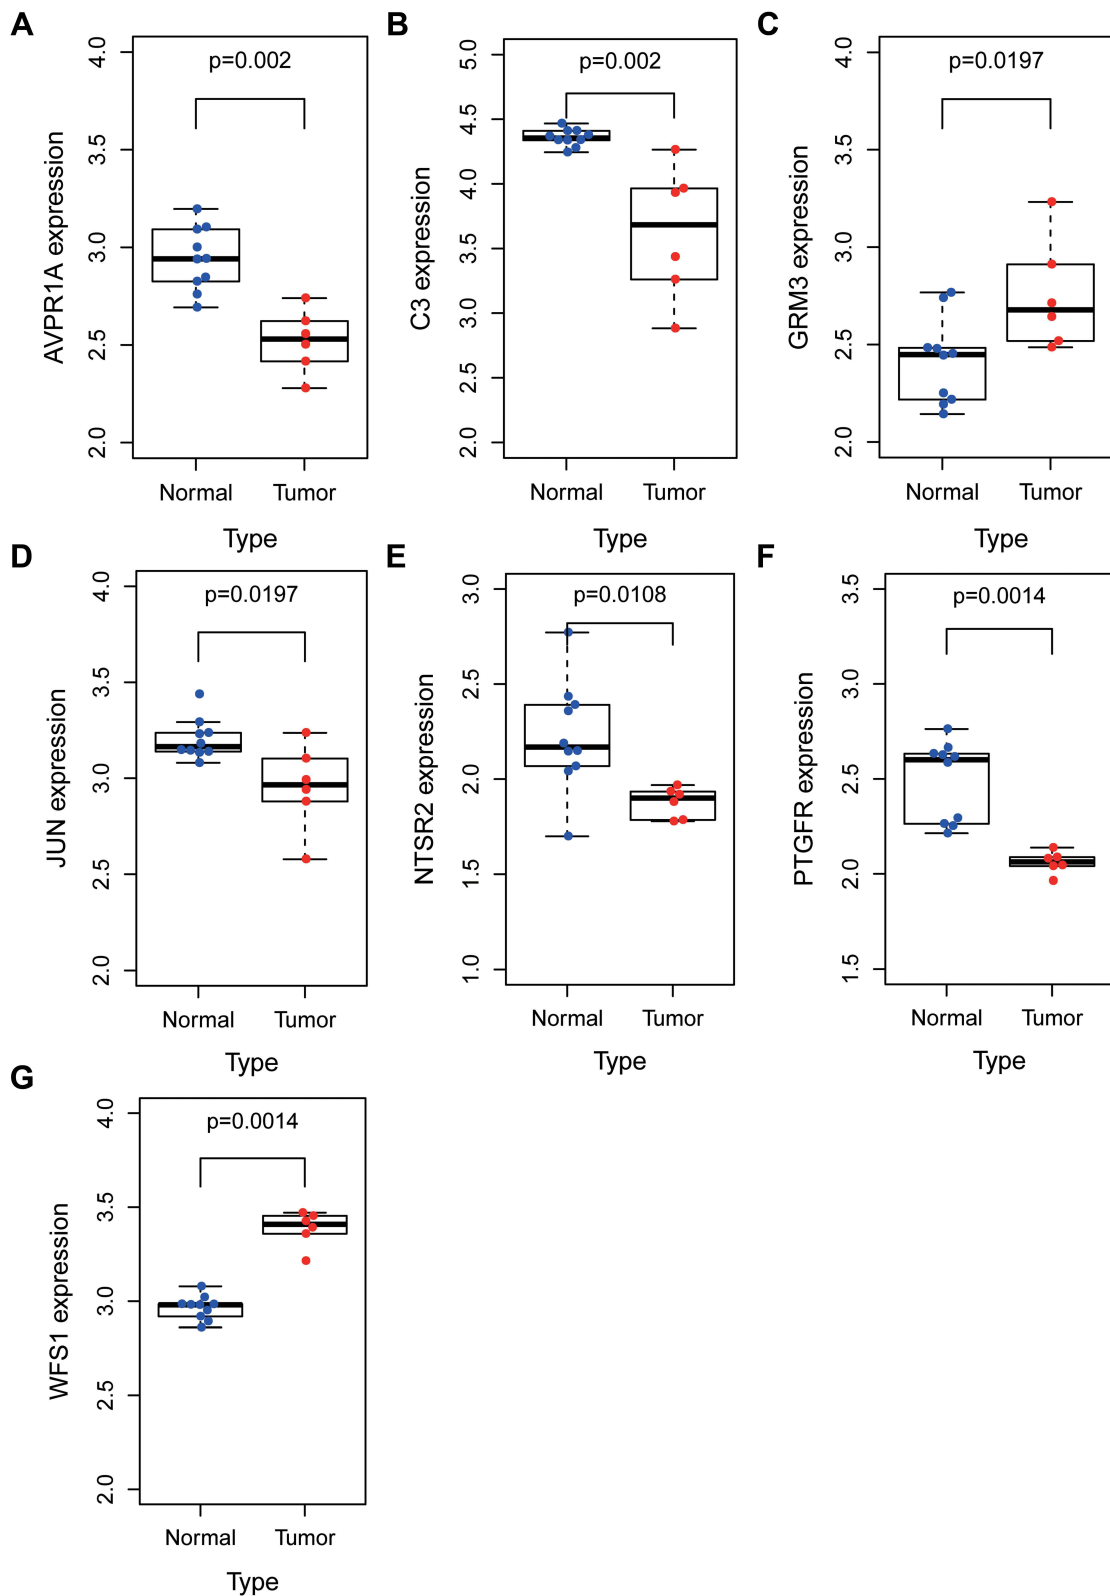 A
AVPR1A expression
4.0
3.5
3.0
2.5
2.0
p=0.002
Normal Tumor
Type
B
C3 expression
5.0
4.5
4.0
3.5
3.0
2.5
2.0
p=0.002
Normal Tumor
Type
C
GRM3 expression
4.0
3.5
3.0
2.5
2.0
p=0.0197
Normal Tumor
Type
D
JUN expression
4.0
3.5
3.0
2.5
2.0
p=0.0197
Normal Tumor
Type
E
NTSR2 expression
3.0
2.5
2.0
1.5
1.0
p=0.0108
Normal Tumor
Type
F
PTGFR expression
3.5
3.0
2.5
2.0
1.5
p=0.0014
Normal Tumor
Type
G
WFS1 expression
4.0
3.5
3.0
2.5
2.0
p=0.0014
Normal Tumor
Type